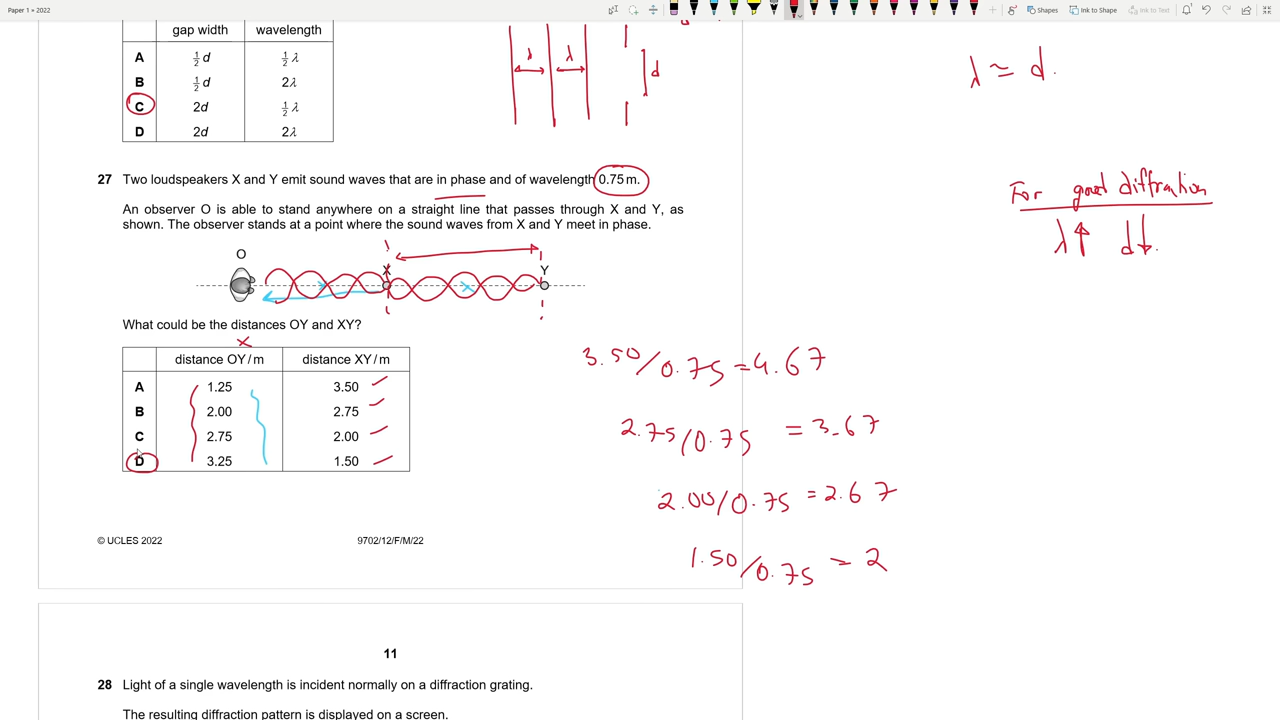 Paper 1 » 2022
Shapes
Ink to Shape
Ink to Text
gap width wavelength
A ½ d ½ λ
B ½ d 2λ
C 2d ½ λ
D 2d 2λ
λ λ d
λ ≃ d.
27 Two loudspeakers X and Y emit sound waves that are in phase and of wavelength 0.75 m.
An observer O is able to stand anywhere on a straight line that passes through X and Y, as
shown. The observer stands at a point where the sound waves from X and Y meet in phase.
For good diffration
λ↑ d↓.
O X Y
What could be the distances OY and XY?
distance OY / m distance XY / m
A 1.25 3.50
B 2.00 2.75
C 2.75 2.00
D 3.25 1.50
3.50/0.75 = 4.67
2.75/0.75 = 3.67
2.00/0.75 = 2.67
1.50/0.75 = 2
© UCLES 2022 9702/12/F/M/22
11
28 Light of a single wavelength is incident normally on a diffraction grating.
The resulting diffraction pattern is displayed on a screen.